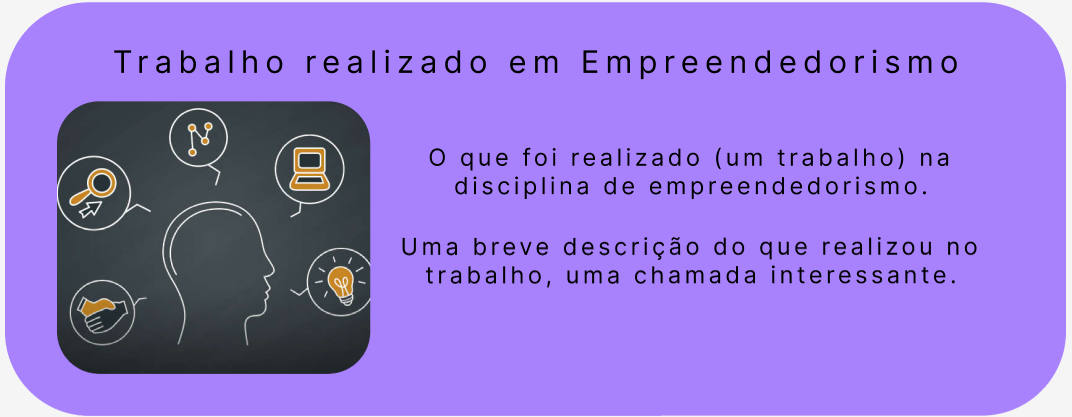 Trabalho realizado em Empreendedorismo
O que foi realizado (um trabalho) na
disciplina de empreendedorismo.
Uma breve descrição do que realizou no
trabalho, uma chamada interessante.